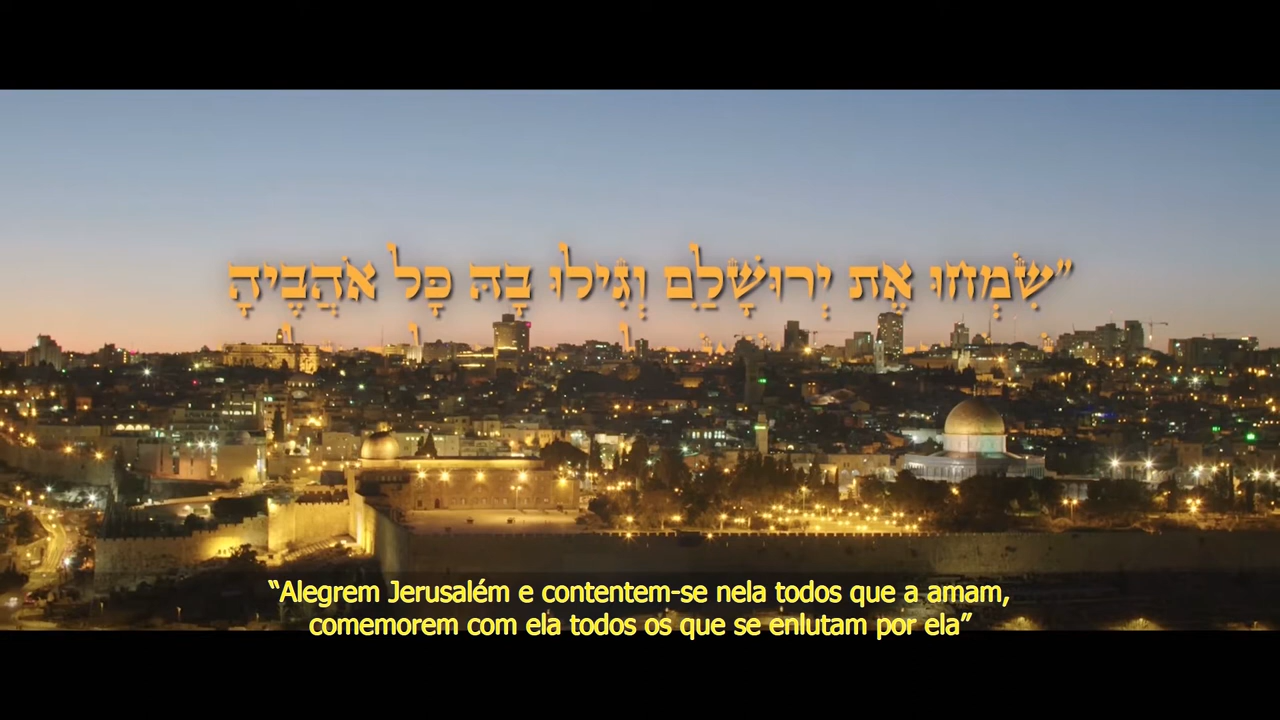 "שִׂמְחוּ אֶת יְרוּשָׁלִַם וְגִילוּ בָהּ כָּל אֹהֲבֶיהָ
“Alegrem Jerusalém e contentem-se nela todos que a amam,
comemorem com ela todos os que se enlutam por ela”